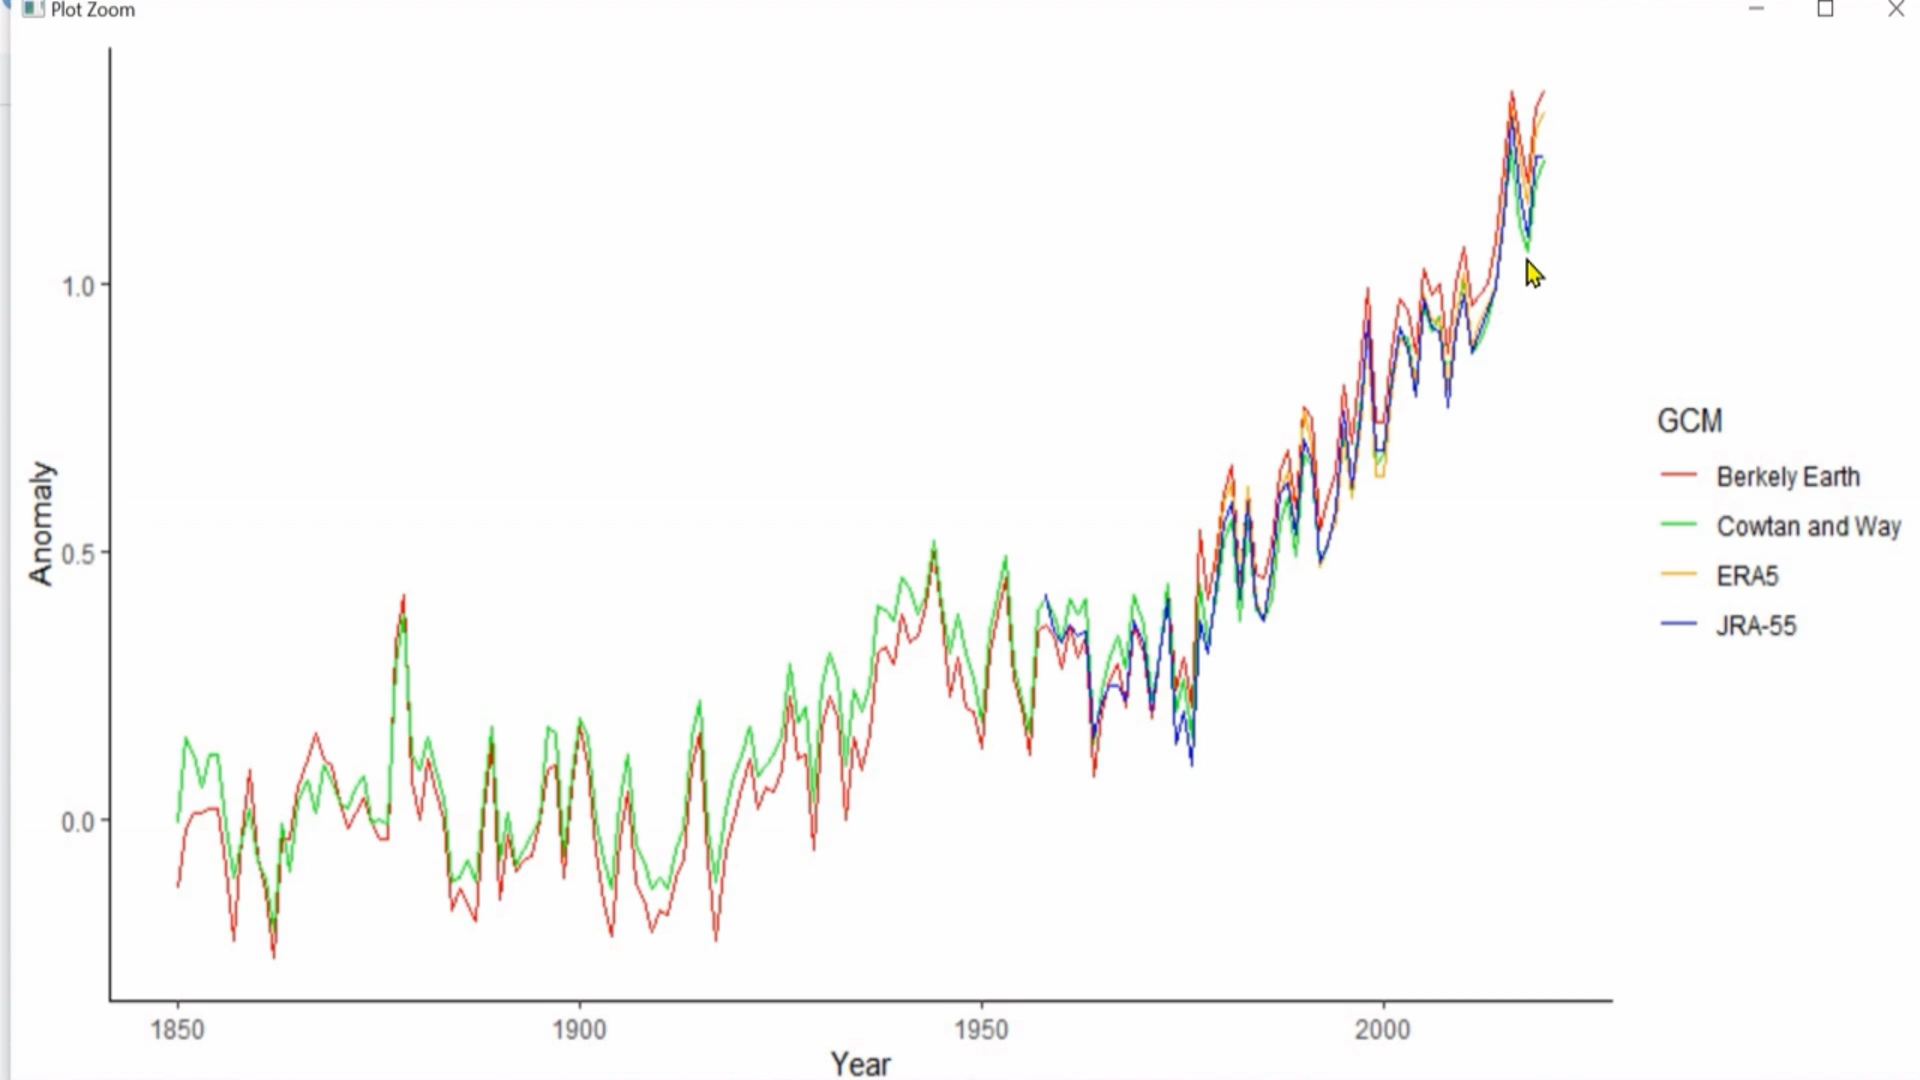 Plot Zoom
1.0
0.5
0.0
Anomaly
1850
1900
1950
2000
Year
GCM
Berkely Earth
Cowtan and Way
ERA5
JRA-55